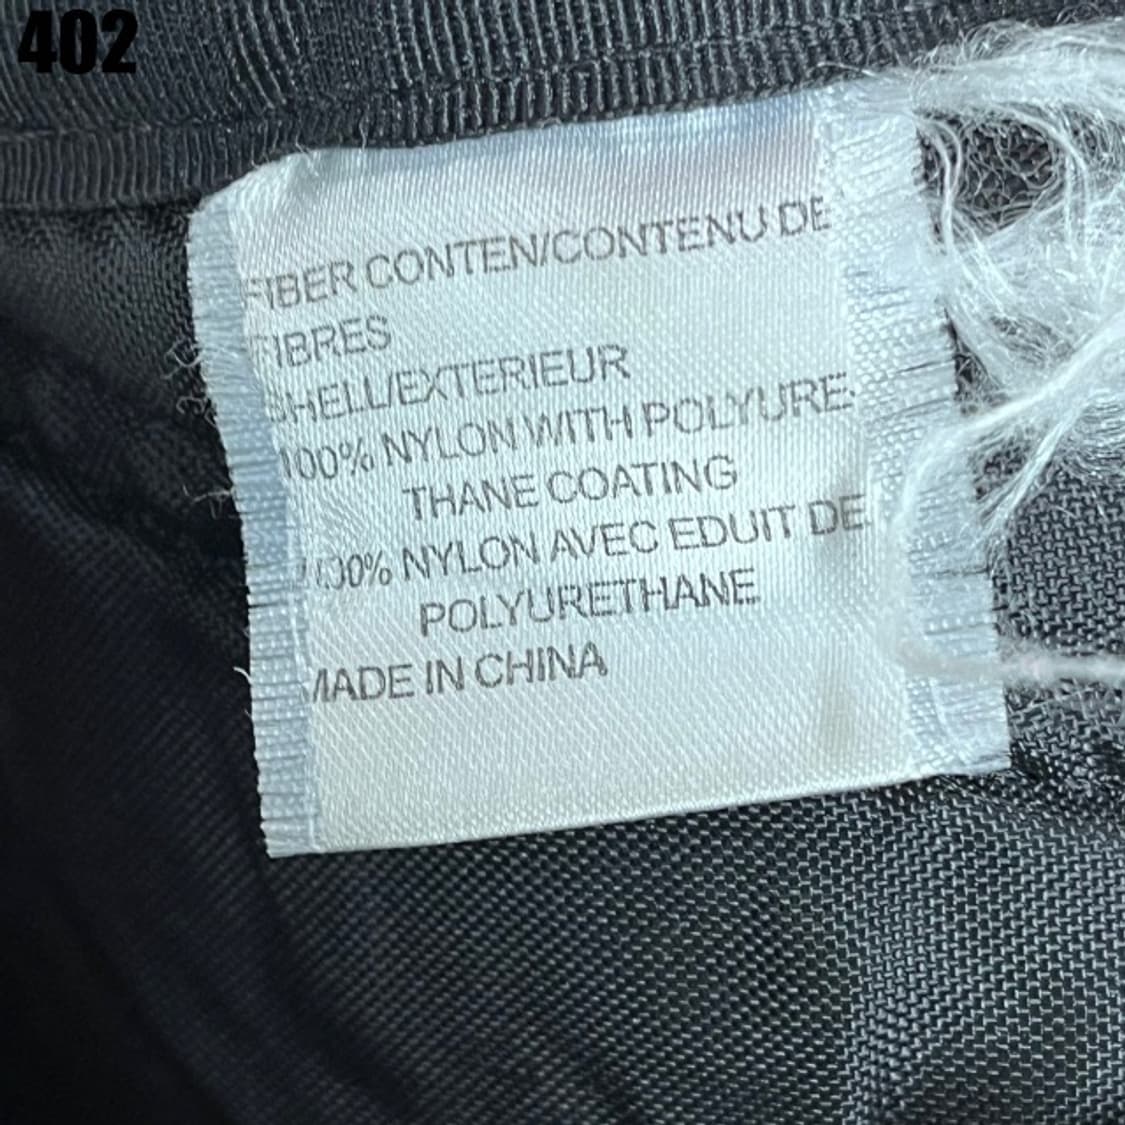 402
FIBER CONTEN/CONTENU DE
FIBRES
SHELL/EXTERIEUR
100% NYLON WITH POLYURE-
THANE COATING
100% NYLON AVEC EDUIT DE
POLYURETHANE
MADE IN CHINA